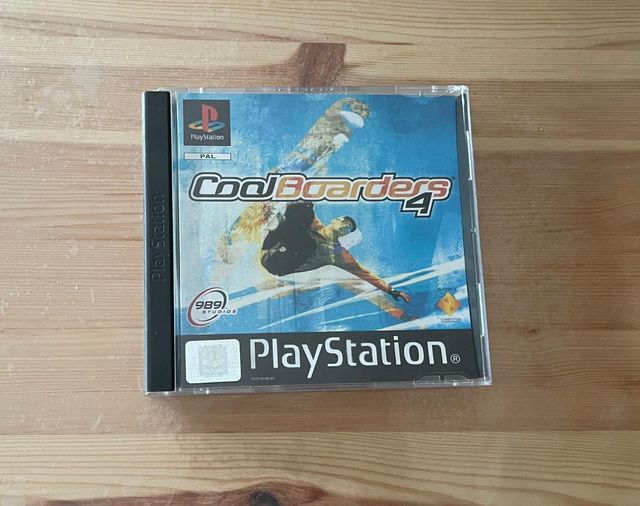 PlayStation
PlayStation
PAL
CoolBoarders
4
989
STUDIOS
PlayStation®